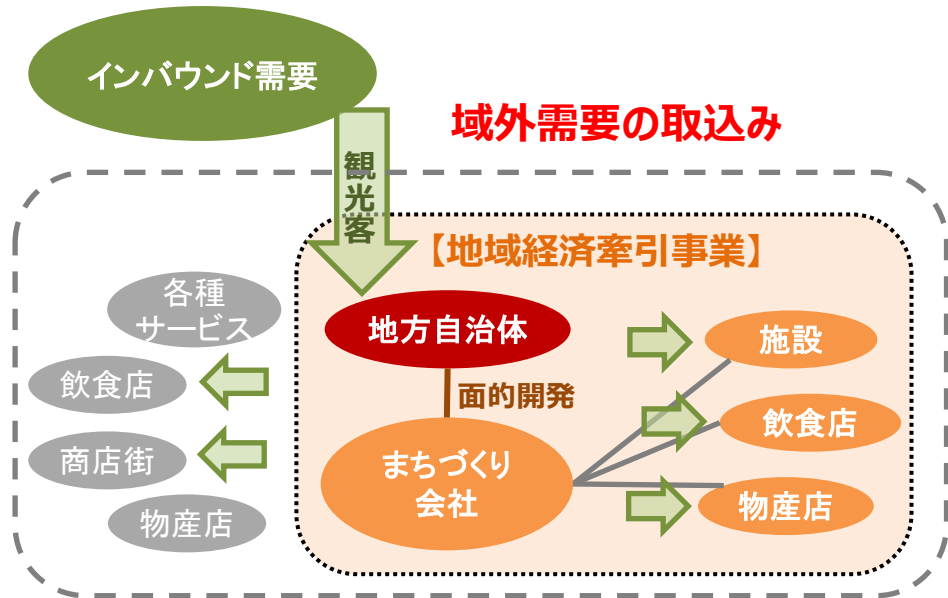 インバウンド需要
域外需要の取込み
観光客
【地域経済牽引事業】
各種
サービス
地方自治体
施設
飲食店
面的開発
飲食店
商店街
まちづくり
会社
物産店
物産店